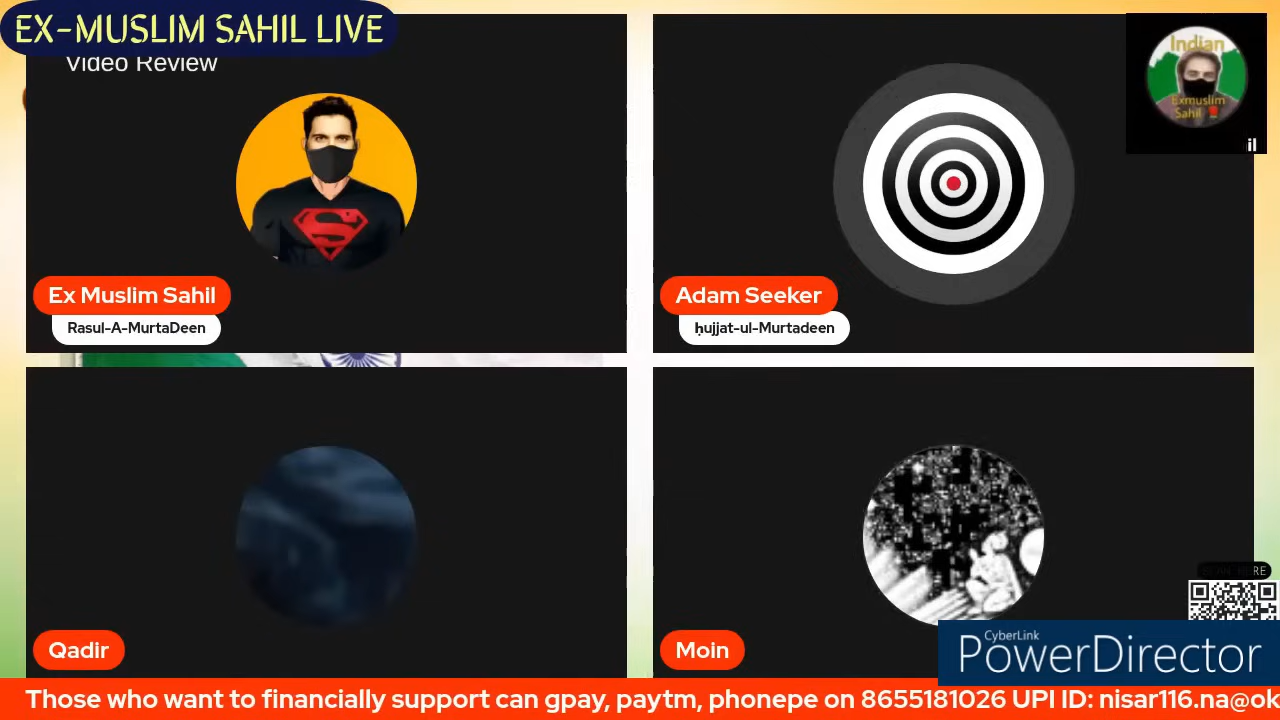 EX-MUSLIM SAHIL LIVE
Video Review
Indian
Exmuslim
Sahil
il
Ex Muslim Sahil
Rasul-A-MurtaDeen
Adam Seeker
ḥujjat-ul-Murtadeen
Qadir
Moin
CyberLink
PowerDirector
Those who want to financially support can gpay, paytm, phonepe on 8655181026 UPI ID: nisar116.na@ok